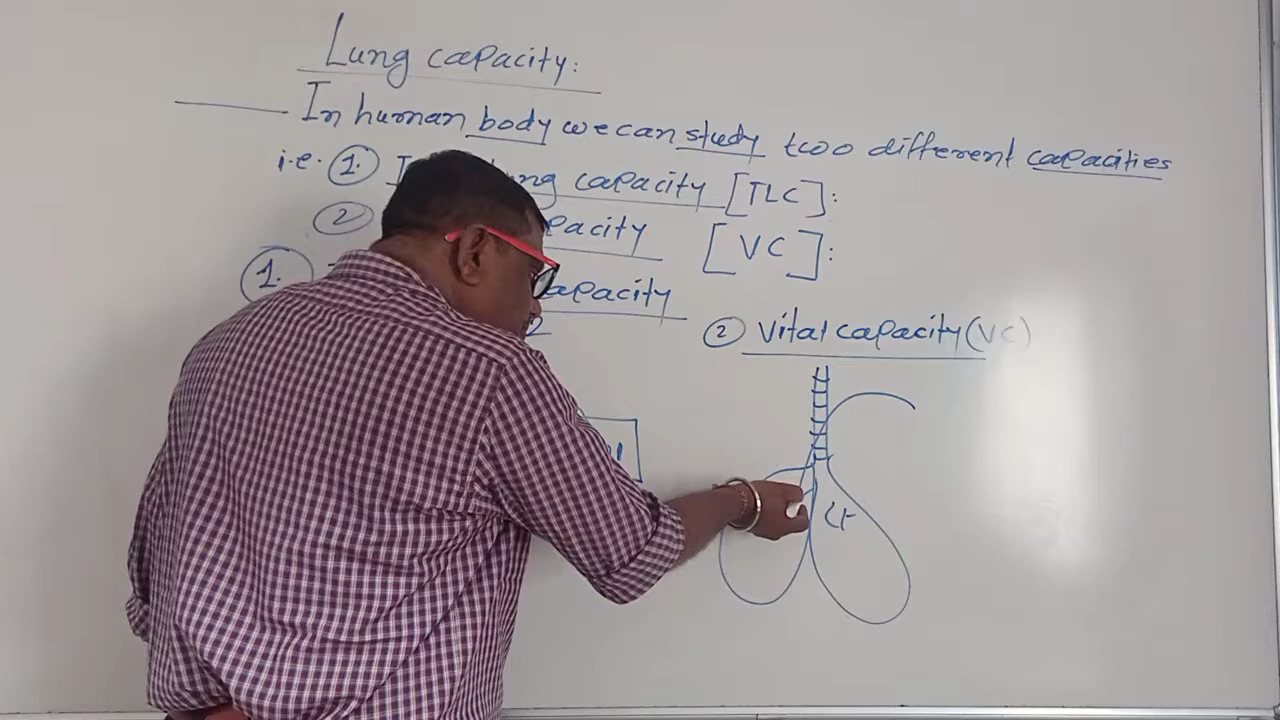 Lung capacity:
In human body we can study two different capacities
i.e. 1. capacity [TLC]:
2 [VC]:
1. capacity
2 Vital capacity (VC)